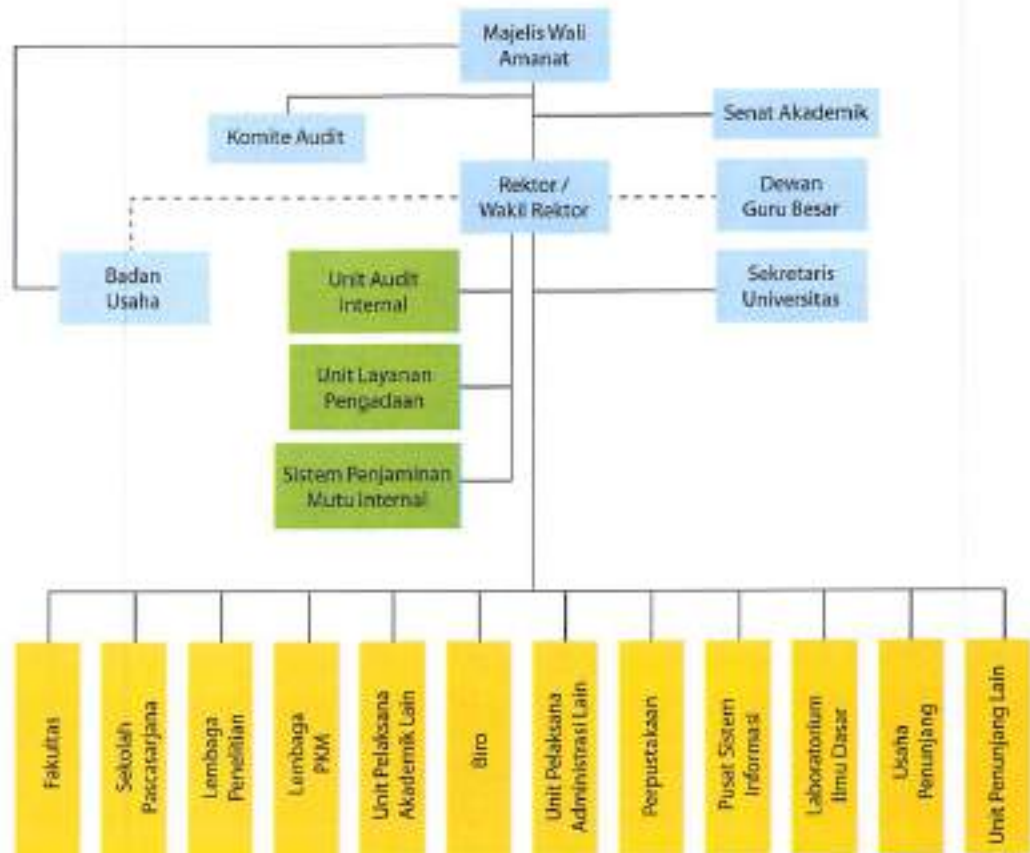 Majelis Wali
Amanat
Komite Audit
Senat Akademik
Rektor /
Wakil Rektor
Dewan
Guru Besar
Badan
Usaha
Unit Audit
Internal
Sekretaris
Universitas
Unit Layanan
Pengadaan
Sistem Penjaminan
Mutu Internal
Fakultas
Sekolah
Pascasarjana
Lembaga
Penelitian
Lembaga
PKM
Unit Pelaksana
Akademik Lain
Biro
Unit Pelaksana
Administrasi Lain
Perpustakaan
Pusat Sistem
Informasi
Laboratorium
Ilmu Dasar
Usaha
Penunjang
Unit Penunjang Lain